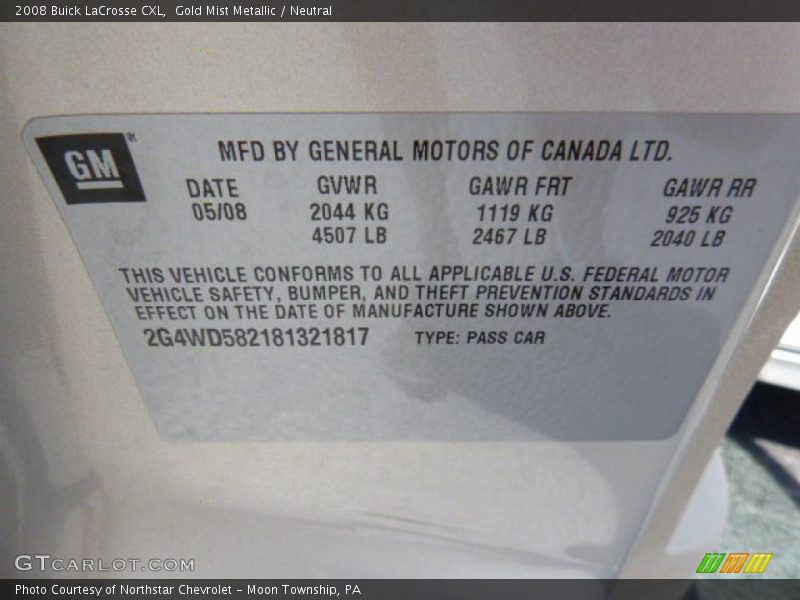 2008 Buick LaCrosse CXL,  Gold Mist Metallic / Neutral
GM
MFD BY GENERAL MOTORS OF CANADA LTD.
DATE GVWR GAWR FRT GAWR RR
05/08 2044 KG 1119 KG 925 KG
4507 LB 2467 LB 2040 LB
THIS VEHICLE CONFORMS TO ALL APPLICABLE U.S. FEDERAL MOTOR
VEHICLE SAFETY, BUMPER, AND THEFT PREVENTION STANDARDS IN
EFFECT ON THE DATE OF MANUFACTURE SHOWN ABOVE.
2G4WD582181321817 TYPE: PASS CAR
GTCARLOT.COM
Photo Courtesy of Northstar Chevrolet - Moon Township, PA